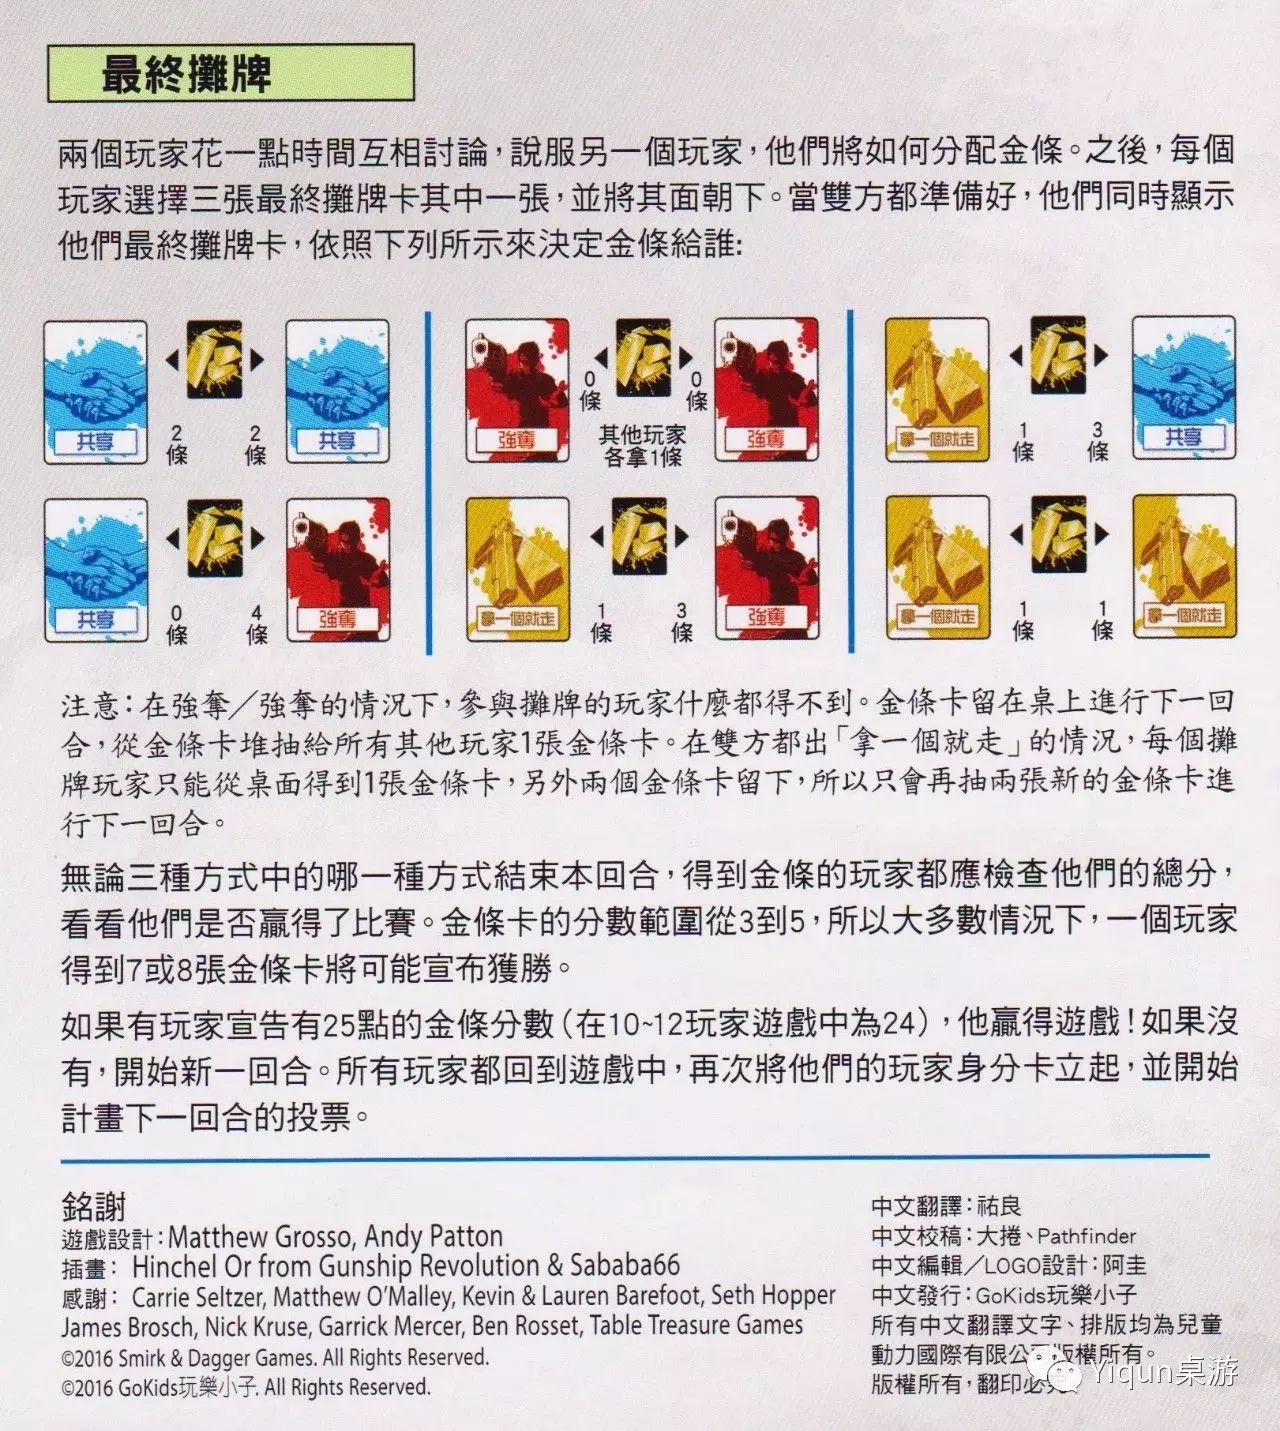 最終攤牌
兩個玩家花一點時間互相討論，說服另一個玩家，他們將如何分配金條。之後，每個
玩家選擇三張最終攤牌卡其中一張，並將其面朝下。當雙方都準備好，他們同時顯示
他們最終攤牌卡，依照下列所示來決定金條給誰：
共享
2
條
2
條
共享
強奪
0
條
0
條
其他玩家
各拿1條
強奪
拿一個就走
1
條
3
條
共享
共享
0
條
4
條
強奪
拿一個就走
1
條
3
條
強奪
拿一個就走
1
條
1
條
拿一個就走
注意：在強奪／強奪的情況下，參與攤牌的玩家什麼都得不到。金條卡留在桌上進行下一回
合，從金條卡堆抽給所有其他玩家1張金條卡。在雙方都出「拿一個就走」的情況，每個攤
牌玩家只能從桌面得到1張金條卡，另外兩個金條卡留下，所以只會再抽兩張新的金條卡進
行下一回合。
無論三種方式中的哪一種方式結束本回合，得到金條的玩家都應檢查他們的總分，
看看他們是否贏得了比賽。金條卡的分數範圍從3到5，所以大多數情況下，一個玩家
得到7或8張金條卡將可能宣布獲勝。
如果有玩家宣告有25點的金條分數（在10~12玩家遊戲中為24），他贏得遊戲！如果沒
有，開始新一回合。所有玩家都回到遊戲中，再次將他們的玩家身分卡立起，並開始
計畫下一回合的投票。
銘謝
遊戲設計：Matthew Grosso, Andy Patton
插畫： Hinchel Or from Gunship Revolution & Sababa66
感謝： Carrie Seltzer, Matthew O'Malley, Kevin & Lauren Barefoot, Seth Hopper
James Brosch, Nick Kruse, Garrick Mercer, Ben Rosset, Table Treasure Games
©2016 Smirk & Dagger Games. All Rights Reserved.
©2016 GoKids玩樂小子. All Rights Reserved.
中文翻譯：祐良
中文校稿：大捲、Pathfinder
中文編輯／LOGO設計：阿圭
中文發行：GoKids玩樂小子
所有中文翻譯文字、排版均為兒童
動力國際有限公司版權所有。
版權所有，翻印必
Yiqun桌游